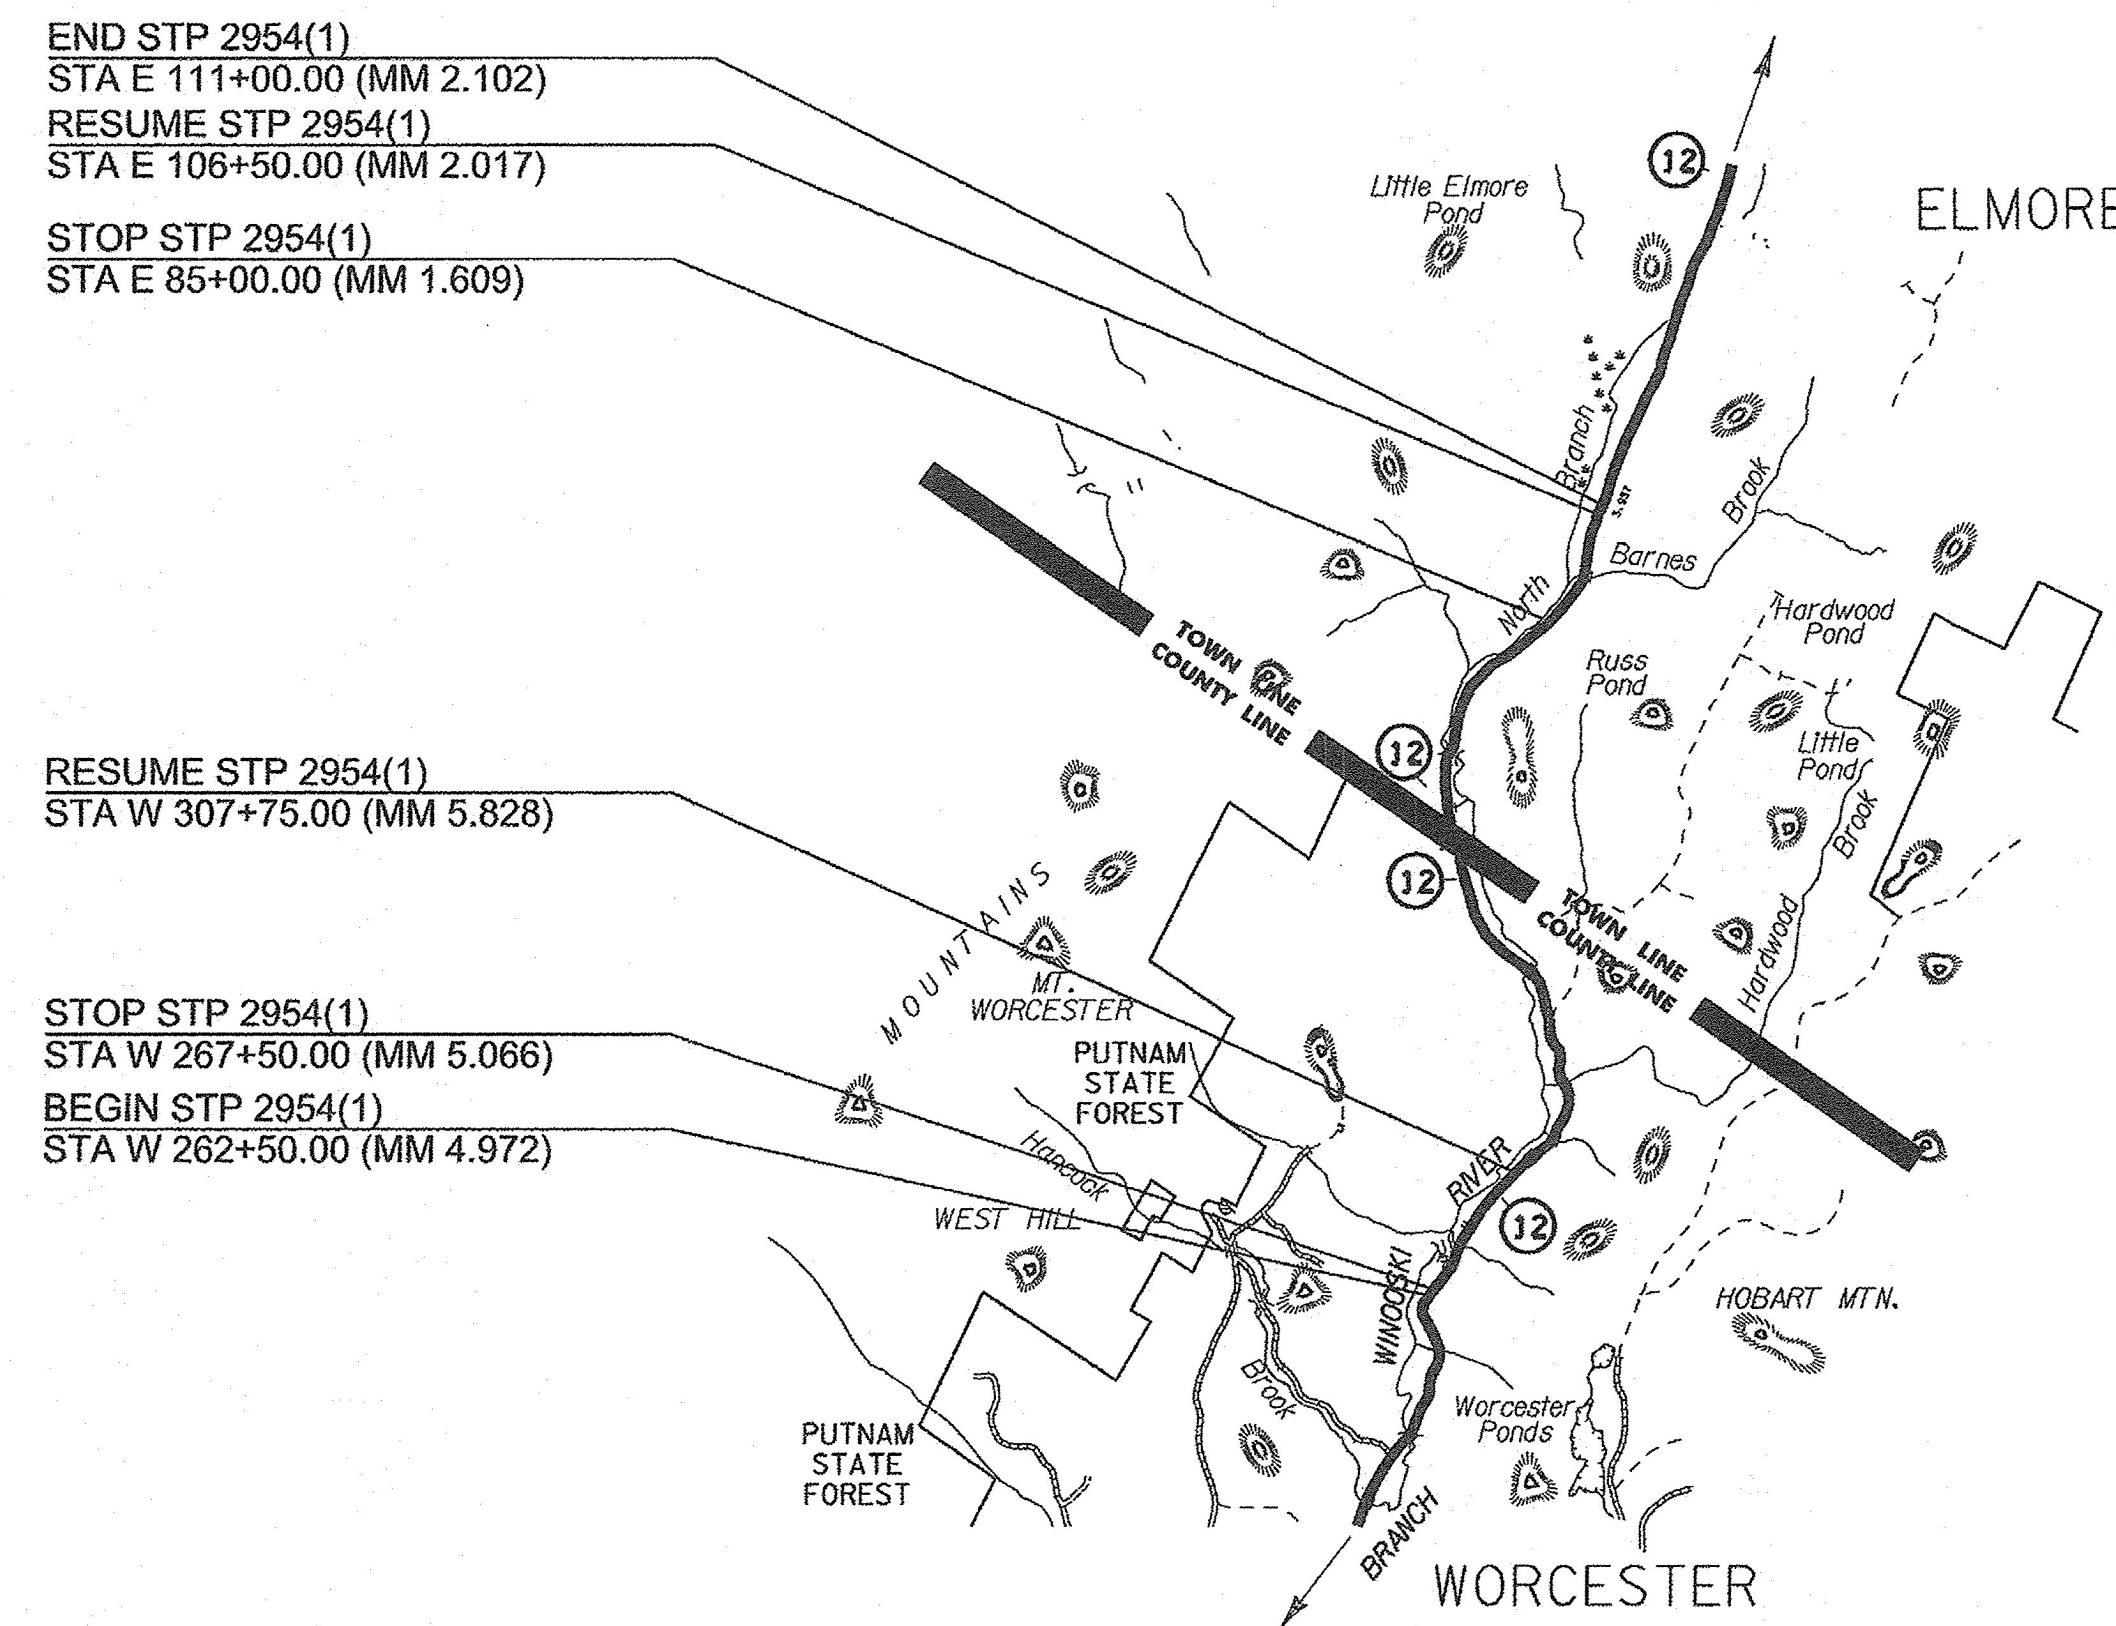 END STP 2954(1)
STA E 111+00.00 (MM 2.102)
RESUME STP 2954(1)
STA E 106+50.00 (MM 2.017)
STOP STP 2954(1)
STA E 85+00.00 (MM 1.609)
RESUME STP 2954(1)
STA W 307+75.00 (MM 5.828)
STOP STP 2954(1)
STA W 267+50.00 (MM 5.066)
BEGIN STP 2954(1)
STA W 262+50.00 (MM 4.972)
12
ELMORE
Little Elmore
Pond
Branch
Brook
Barnes
North
Hardwood
Pond
Russ
Pond
Little
Pond
Brook
Hardwood
TOWN LINE
COUNTY LINE
12
12
TOWN LINE
COUNTY LINE
MOUNTAINS
MT.
WORCESTER
PUTNAM
STATE
FOREST
Hancock
WEST HILL
RIVER
12
WINOOSKI
HOBART MTN.
Brook
Worcester
Ponds
PUTNAM
STATE
FOREST
BRANCH
WORCESTER